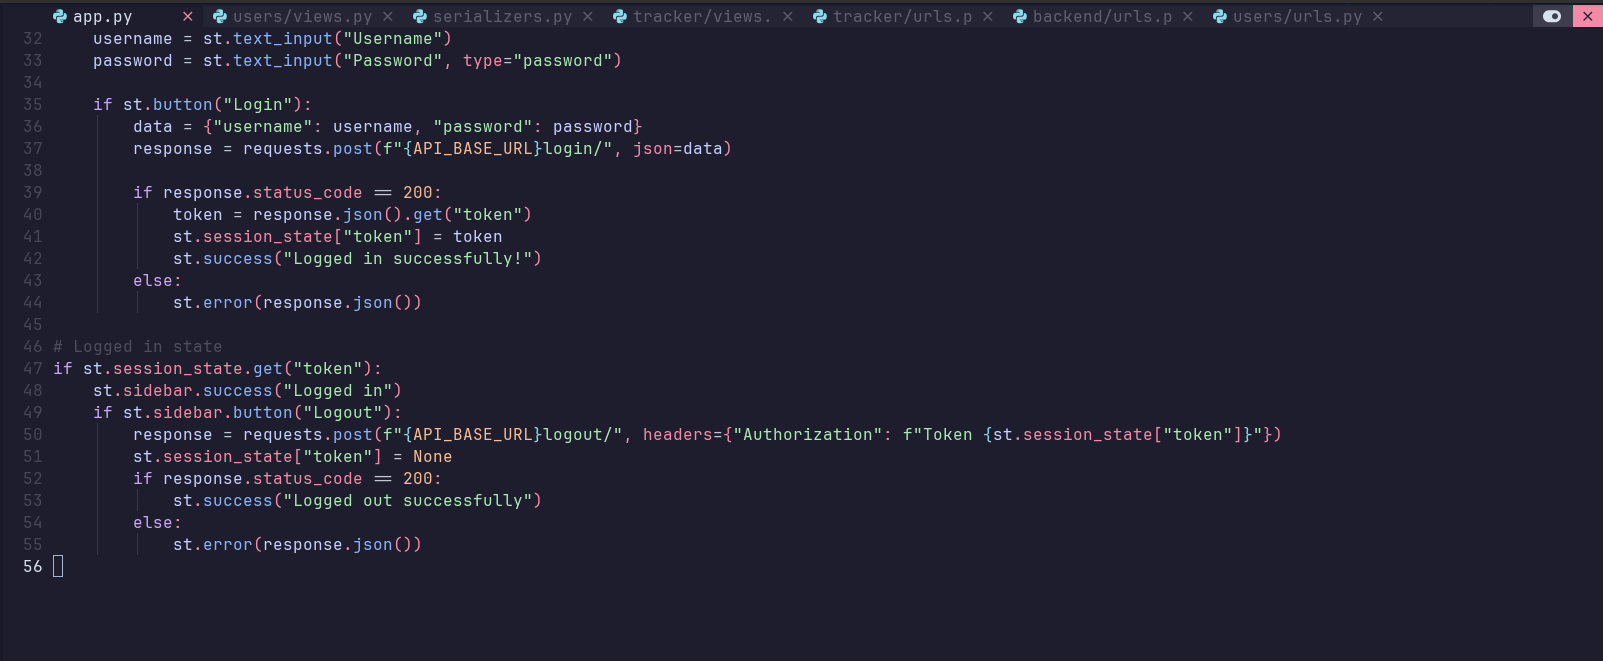 app.py × users/views.py × serializers.py × tracker/views. × tracker/urls.p × backend/urls.p × users/urls.py ×
32     username = st.text_input("Username")
33     password = st.text_input("Password", type="password")
34
35     if st.button("Login"):
36         data = {"username": username, "password": password}
37         response = requests.post(f"{API_BASE_URL}login/", json=data)
38
39         if response.status_code == 200:
40             token = response.json().get("token")
41             st.session_state["token"] = token
42             st.success("Logged in successfully!")
43         else:
44             st.error(response.json())
45
46 # Logged in state
47 if st.session_state.get("token"):
48     st.sidebar.success("Logged in")
49     if st.sidebar.button("Logout"):
50         response = requests.post(f"{API_BASE_URL}logout/", headers={"Authorization": f"Token {st.session_state["token"]}"})
51         st.session_state["token"] = None
52         if response.status_code == 200:
53             st.success("Logged out successfully")
54         else:
55             st.error(response.json())
56